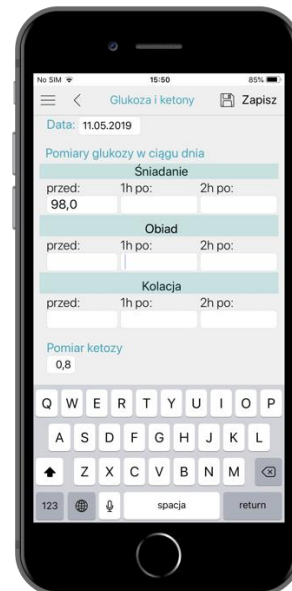 No SIM 15:50 85%
Glukoza i ketony Zapisz
Data: 11.05.2019
Pomiary glukozy w ciągu dnia
Śniadanie
przed: 1h po: 2h po:
98,0
Obiad
przed: 1h po: 2h po:
Kolacja
przed: 1h po: 2h po:
Pomiar ketozy
0,8
Q W E R T Y U I O P
A S D F G H J K L
Z X C V B N M
123 spacja return